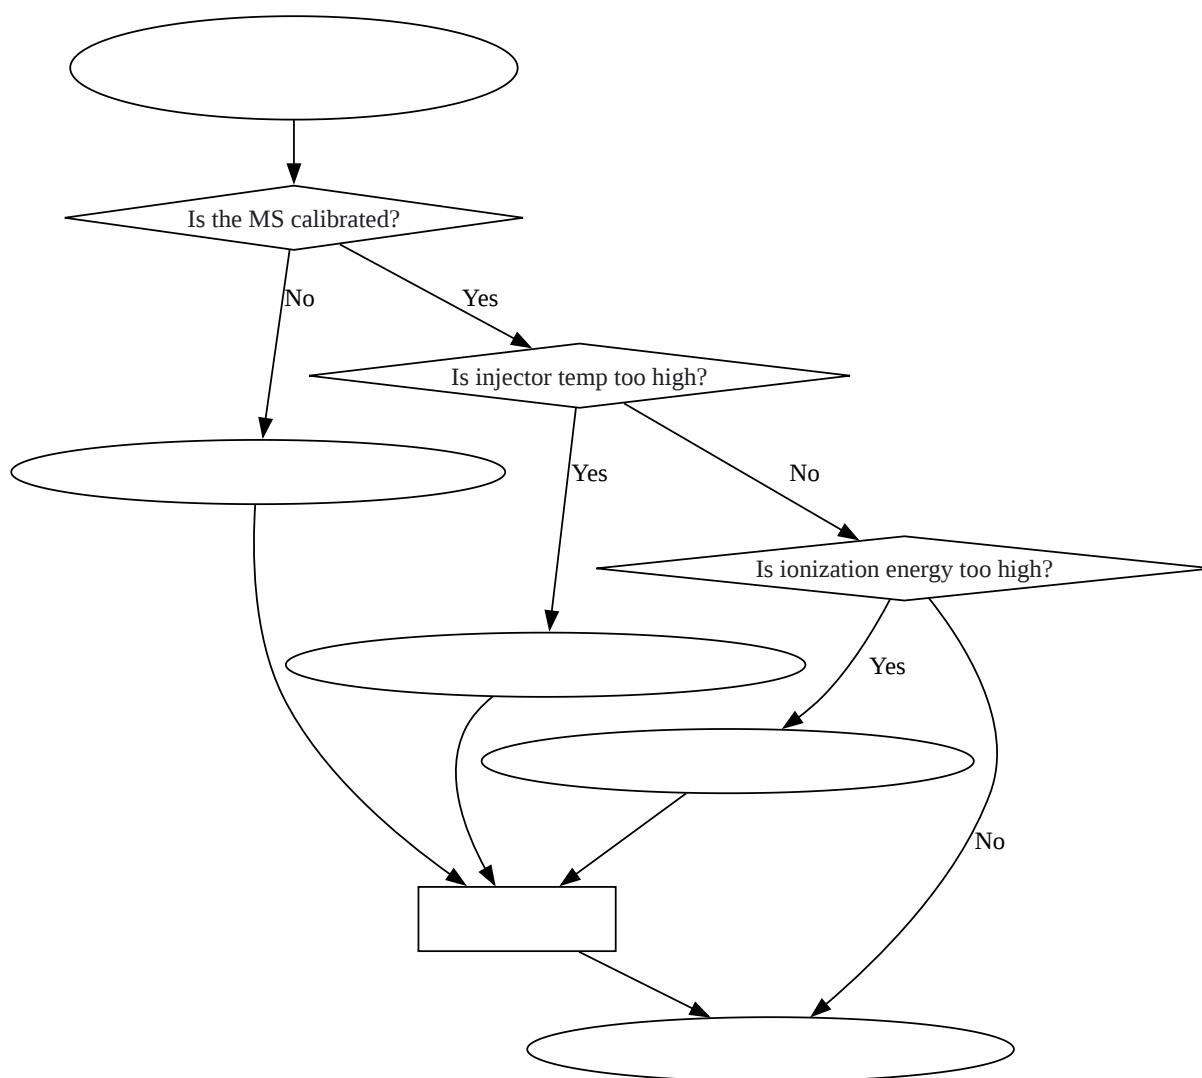 Is the MS calibrated?
No
Yes
Is injector temp too high?
Yes
No
Is ionization energy too high?
Yes
No